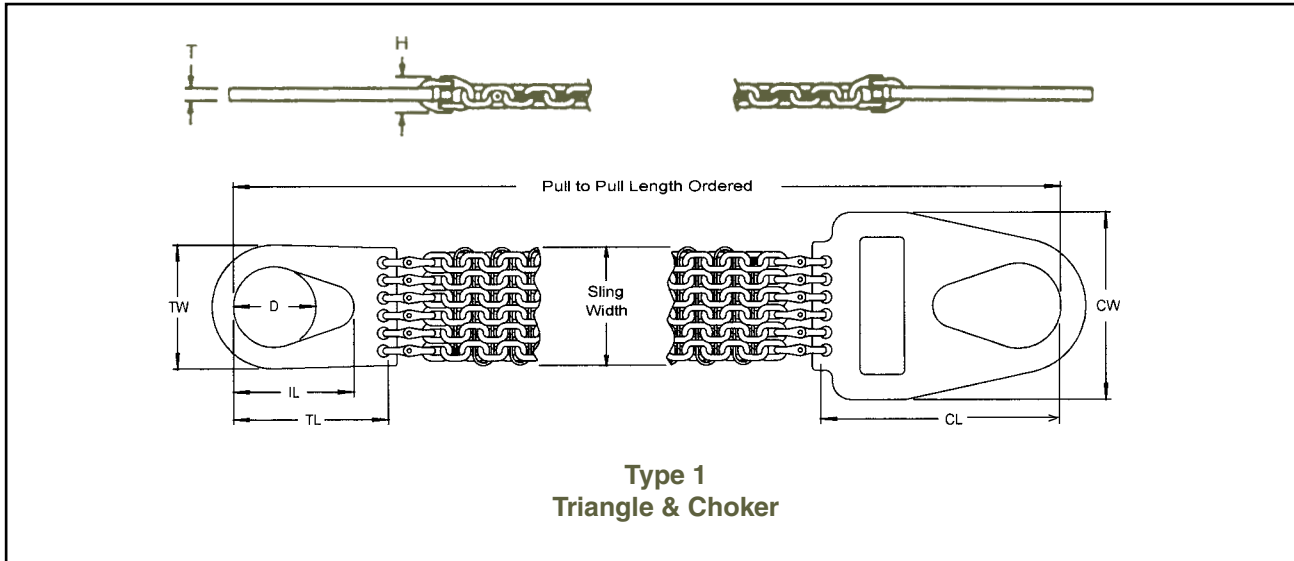 T
H
Pull to Pull Length Ordered
TW
D
Sling
Width
CW
IL
TL
CL
Type 1
Triangle & Choker